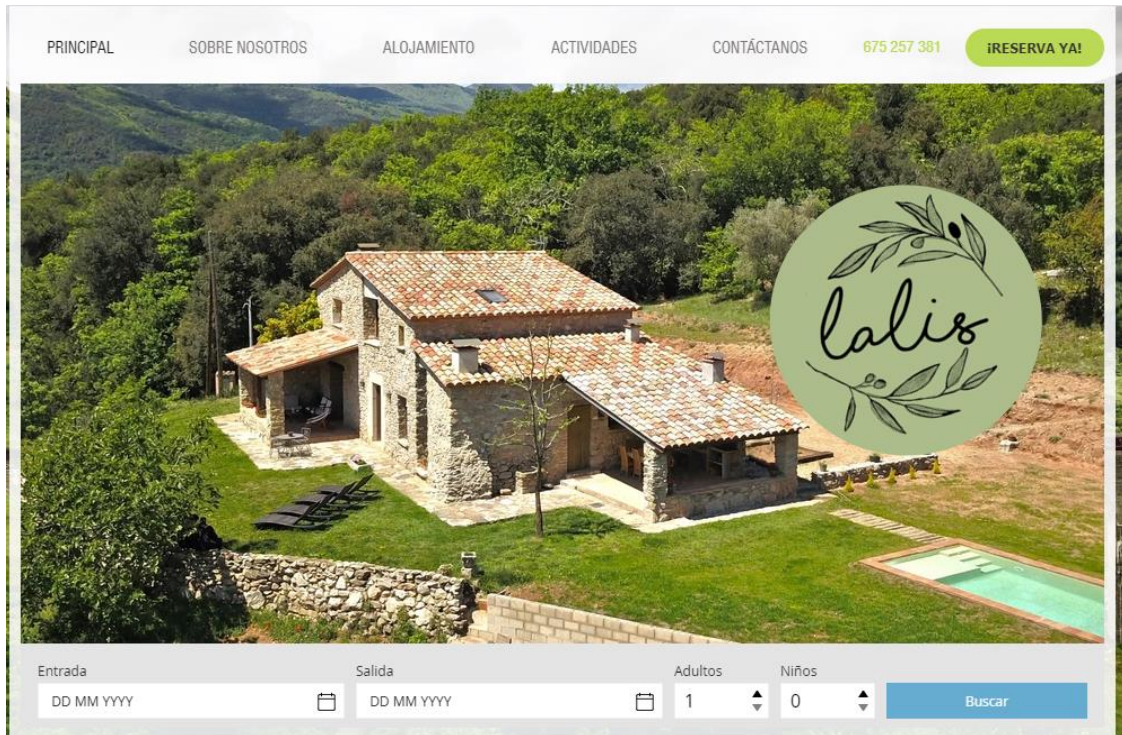 PRINCIPAL SOBRE NOSOTROS ALOJAMIENTO ACTIVIDADES CONTÁCTANOS 675 257 381 ¡RESERVA YA!
lalis
Entrada Salida Adultos Niños
DD MM YYYY DD MM YYYY 1 0 Buscar